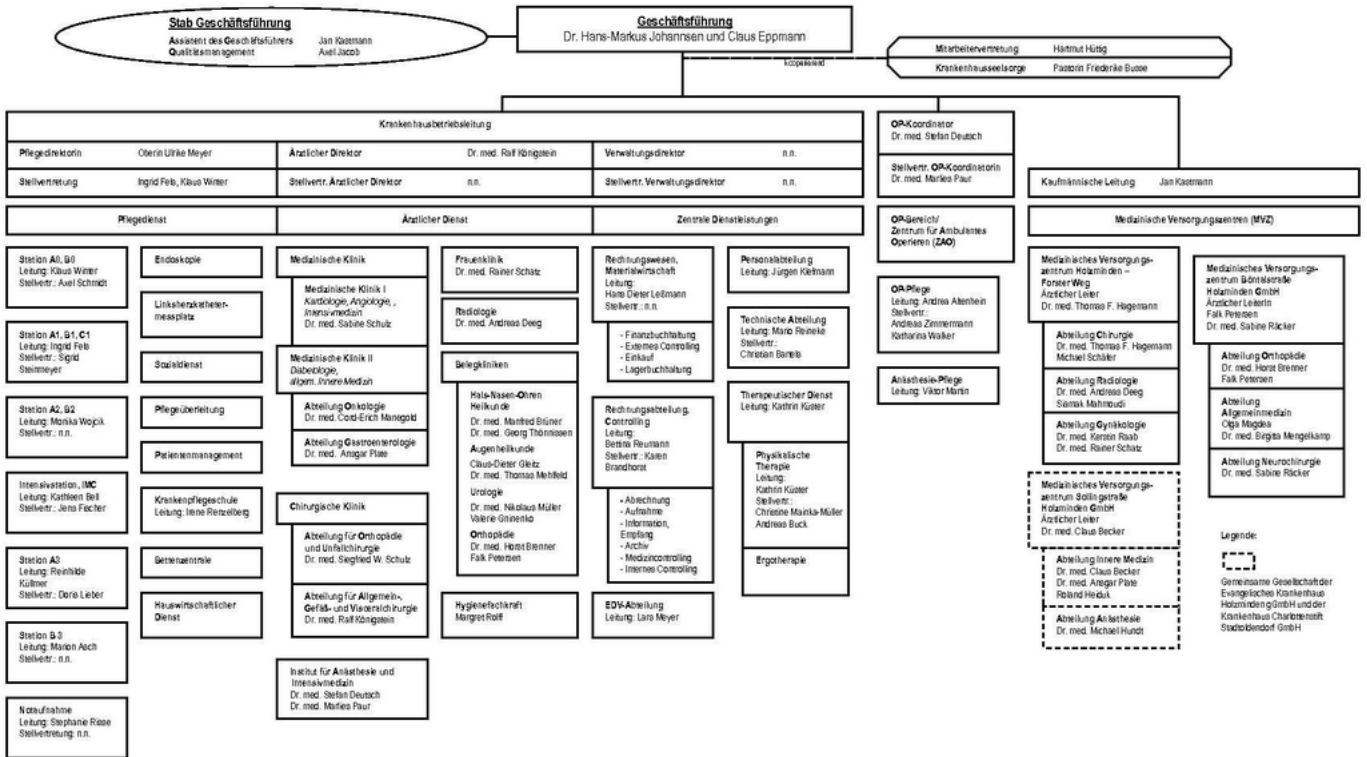 Stab Geschäftsführung
Assistent des Geschäftsführers Jan Kastmann
Qualitätsmanagement Axel Jacob
Geschäftsführung
Dr. Hans-Markus Johannsen und Claus Eppmann
kooperierend
Mitarbeitervertretung Hartmut Hüttig
Krankenhausseelsorge Pastorin Friederike Busse
Krankenhausbetriebsleitung
Pflegedirektorin Oberin Ulrike Meyer
Ärztlicher Direktor Dr. med. Ralf Königstein
Verwaltungsdirektor n.n.
Stellvertretung Ingrid Fels, Klaus Winter
Stellvertr. Ärztlicher Direktor n.n.
Stellvertr. Verwaltungsdirektor n.n.
OP-Koordinator
Dr. med. Stefan Deutsch
Stellvertr. OP-Koordinatorin
Dr. med. Marlies Paur
Kaufmännische Leitung Jan Kastmann
Pflegedienst
Ärztlicher Dienst
Zentrale Dienstleistungen
OP-Bereich/
Zentrum für Ambulantes
Operieren (ZAO)
Medizinische Versorgungszentren (MVZ)
Station A0, B0
Leitung: Klaus Winter
Stellvertr.: Axel Schmidt
Station A1, B1, C1
Leitung: Ingrid Fels
Stellvertr.: Sigrid
Steinmeyer
Station A2, B2
Leitung: Monika Wojcik
Stellvertr.: n.n.
Intensivstation, IMC
Leitung: Kathleen Bell
Stellvertr.: Jens Fischer
Station A3
Leitung: Reinhilde
Küllmer
Stellvertr.: Doris Lieber
Station B 3
Leitung: Marion Asch
Stellvertr.: n.n.
Notaufnahme
Leitung: Stephanie Risse
Stellvertretung: n.n.
Endoskopie
Linksherzkatheter-
messplatz
Sozialdienst
Pflegeüberleitung
Patientenmanagement
Krankenpflegeschule
Leitung: Irene Renzelberg
Bettenzentrale
Hauswirtschaftlicher
Dienst
Medizinische Klinik
Medizinische Klinik I
Kardiologie, Angiologie, ,
Intensivmedizin
Dr. med. Sabine Schulz
Medizinische Klinik II
Diabetologie,
allgem. Innere Medizin
Abteilung Onkologie
Dr. med. Cord-Erich Manegold
Abteilung Gastroenterologie
Dr. med. Ansgar Plate
Chirurgische Klinik
Abteilung für Orthopädie
und Unfallchirurgie
Dr. med. Siegfried W. Schulz
Abteilung für Allgemein-,
Gefäß- und Visceralchirurgie
Dr. med. Ralf Königstein
Institut für Anästhesie und
Intensivmedizin
Dr. med. Stefan Deutsch
Dr. med. Marlies Paur
Frauenklinik
Dr. med. Rainer Schatz
Radiologie
Dr. med. Andreas Deeg
Belegkliniken
Hals-Nasen-Ohren
Heilkunde
Dr. med. Manfred Brüner
Dr. med. Georg Thönnissen
Augenheilkunde
Claus-Dieter Gleitz
Dr. med. Thomas Mehlfeld
Urologie
Dr. med. Nikolaus Müller
Valerie Gninenko
Orthopädie
Dr. med. Horst Brenner
Falk Petersen
Hygienefachkraft
Margret Rolff
Rechnungswesen,
Materialwirtschaft
Leitung:
Hans Dieter Leßmann
Stellvertr.: n.n.
- Finanzbuchhaltung
- Externes Controlling
- Einkauf
- Lagerbuchhaltung
Rechnungsabteilung,
Controlling
Leitung:
Bettina Reumann
Stellvertr.: Karen
Brandhorst
- Abrechnung
- Aufnahme
- Information,
Empfang
- Archiv
- Medizincontrolling
- Internes Controlling
EDV-Abteilung
Leitung: Lars Meyer
Personalabteilung
Leitung: Jürgen Klefmann
Technische Abteilung
Leitung: Mario Reineke
Stellvertr.:
Christian Bartels
Therapeutischer Dienst
Leitung: Kathrin Küster
Physikalische
Therapie
Leitung:
Kathrin Küster
Stellvertr.:
Christine Mainka-Müller
Andreas Buck
Ergotherapie
OP-Pflege
Leitung: Andrea Altenhein
Stellvertr.:
Andreas Zimmermann
Katharina Walker
Anästhesie-Pflege
Leitung: Viktor Martin
Medizinisches Versorgungs-
zentrum Holzminden –
Forster Weg
Ärztlicher Leiter
Dr. med. Thomas F. Hagemann
Abteilung Chirurgie
Dr. med. Thomas F. Hagemann
Michael Schäfer
Abteilung Radiologie
Dr. med. Andreas Deeg
Siamak Mahmoudi
Abteilung Gynäkologie
Dr. med. Kerstin Raab
Dr. med. Rainer Schatz
Medizinisches Versorgungs-
zentrum Sollingstraße
Holzminden GmbH
Ärztlicher Leiter
Dr. med. Claus Becker
Abteilung Innere Medizin
Dr. med. Claus Becker
Dr. med. Ansgar Plate
Roland Heiduk
Abteilung Anästhesie
Dr. med. Michael Hundt
Medizinisches Versorgungs-
zentrum Böntalstraße
Holzminden GmbH
Ärztlicher LeiterIn
Falk Petersen
Dr. med. Sabine Räcker
Abteilung Orthopädie
Dr. med. Horst Brenner
Falk Petersen
Abteilung
Allgemeinmedizin
Olga Magdea
Dr. med. Birgitta Mengelkamp
Abteilung Neurochirurgie
Dr. med. Sabine Räcker
Legende:
Gemeinsame Gesellschaft der
Evangelisches Krankenhaus
Holzminden gGmbH und der
Krankenhaus Charlottenstift
Stadtoldendorf GmbH